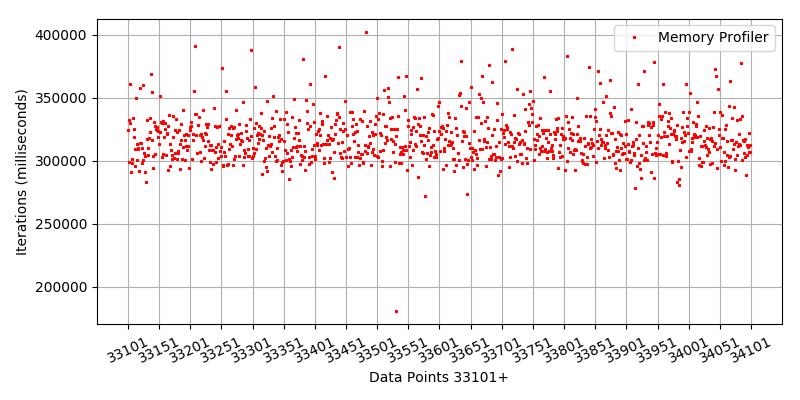 Memory Profiler
Iterations (milliseconds)
400000
350000
300000
250000
200000
33101 33151 33201 33251 33301 33351 33401 33451 33501 33551 33601 33651 33701 33751 33801 33851 33901 33951 34001 34051 34101
Data Points 33101+